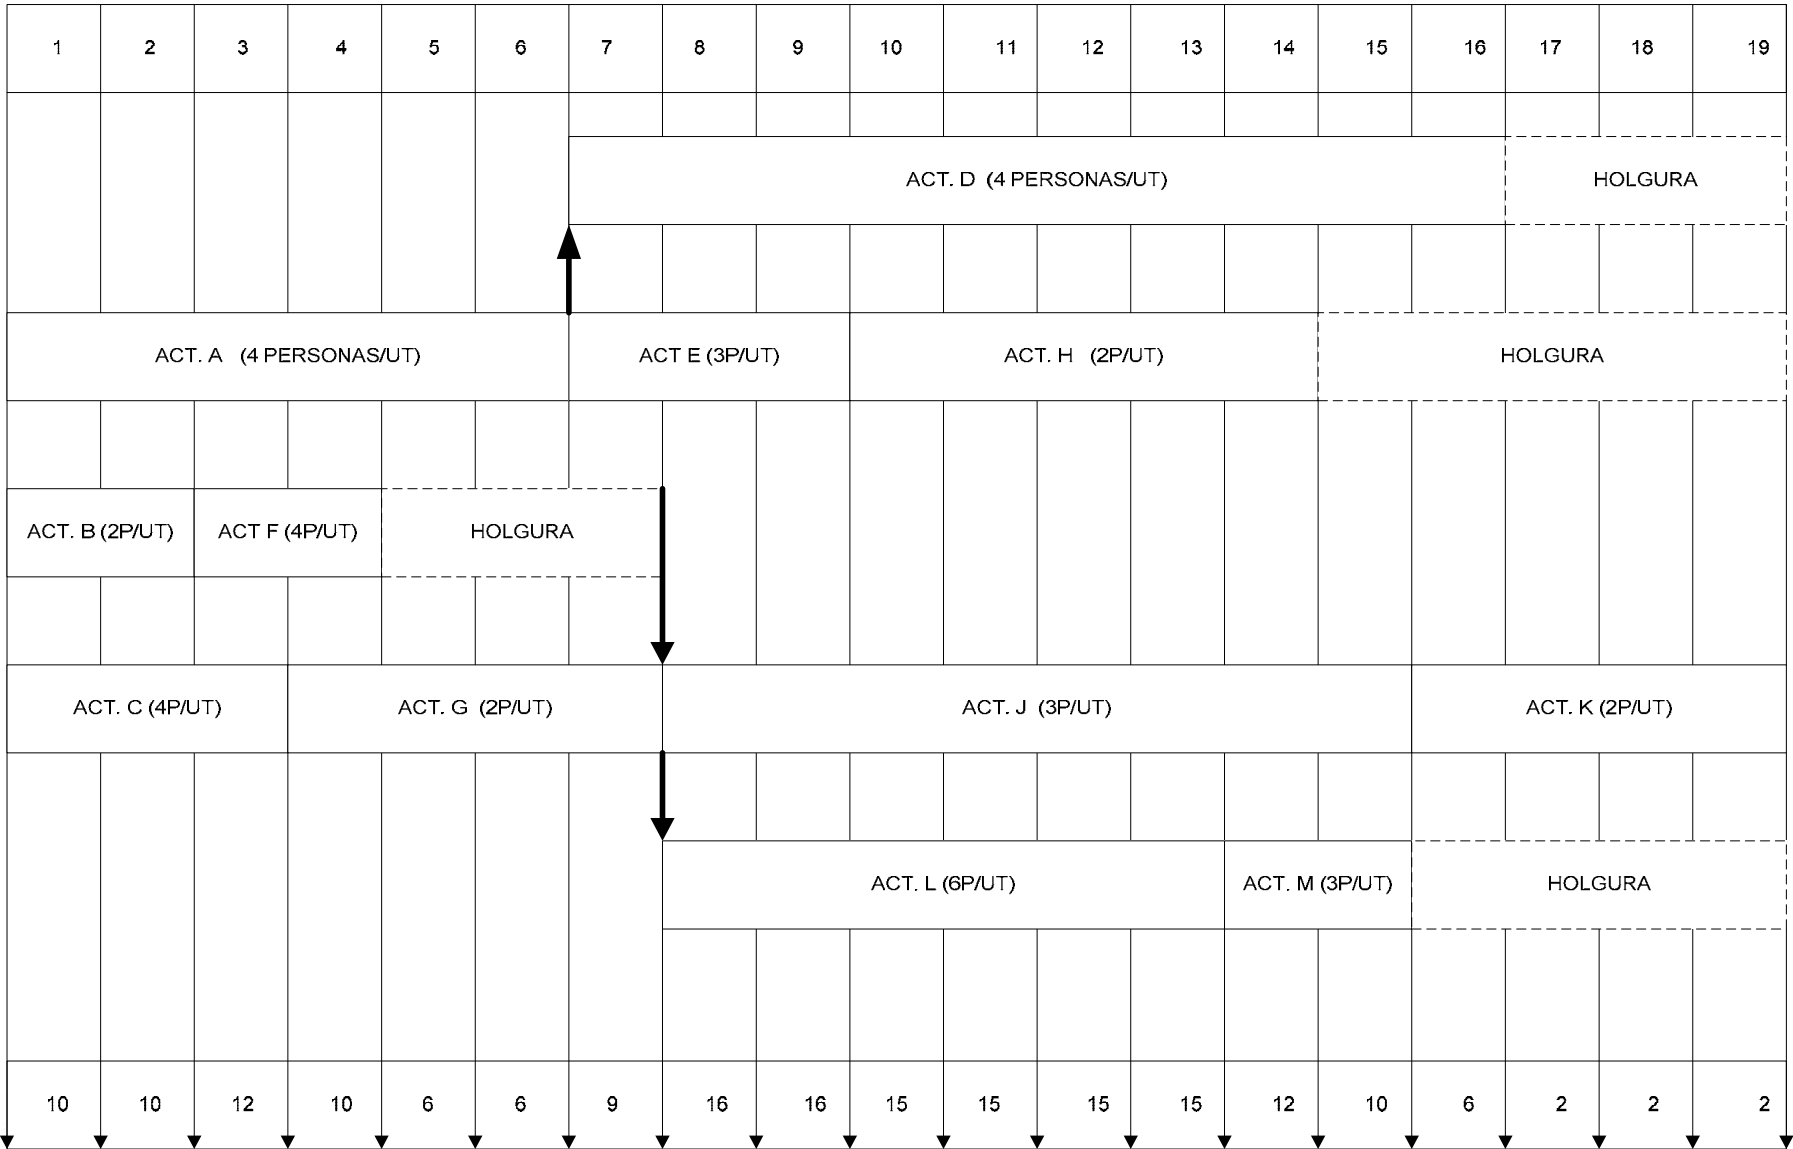 1 2 3 4 5 6 7 8 9 10 11 12 13 14 15 16 17 18 19
ACT. D (4 PERSONAS/UT) HOLGURA
ACT. A (4 PERSONAS/UT) ACT E (3P/UT) ACT. H (2P/UT) HOLGURA
ACT. B (2P/UT) ACT F (4P/UT) HOLGURA
ACT. C (4P/UT) ACT. G (2P/UT) ACT. J (3P/UT) ACT. K (2P/UT)
ACT. L (6P/UT) ACT. M (3P/UT) HOLGURA
10 10 12 10 6 6 9 16 16 15 15 15 15 12 10 6 2 2 2